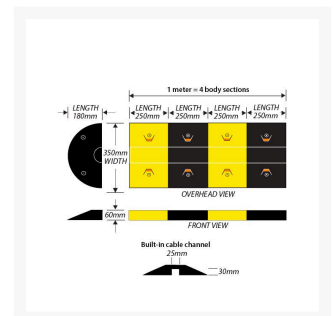 1 meter = 4 body sections
LENGTH
180mm
LENGTH
250mm
LENGTH
250mm
LENGTH
250mm
LENGTH
250mm
350mm
WIDTH
OVERHEAD VIEW
60mm
FRONT VIEW
Built-in cable channel
25mm
30mm